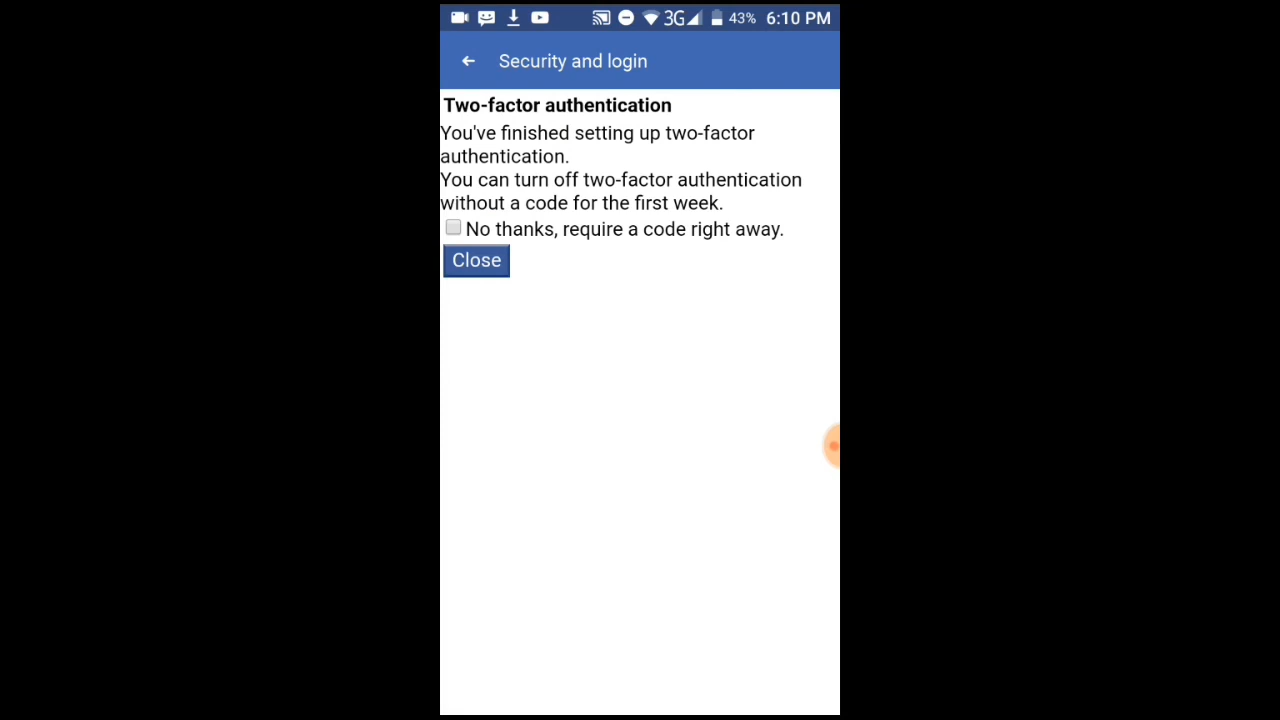 3G 43% 6:10 PM
Security and login
Two-factor authentication
You've finished setting up two-factor
authentication.
You can turn off two-factor authentication
without a code for the first week.
No thanks, require a code right away.
Close